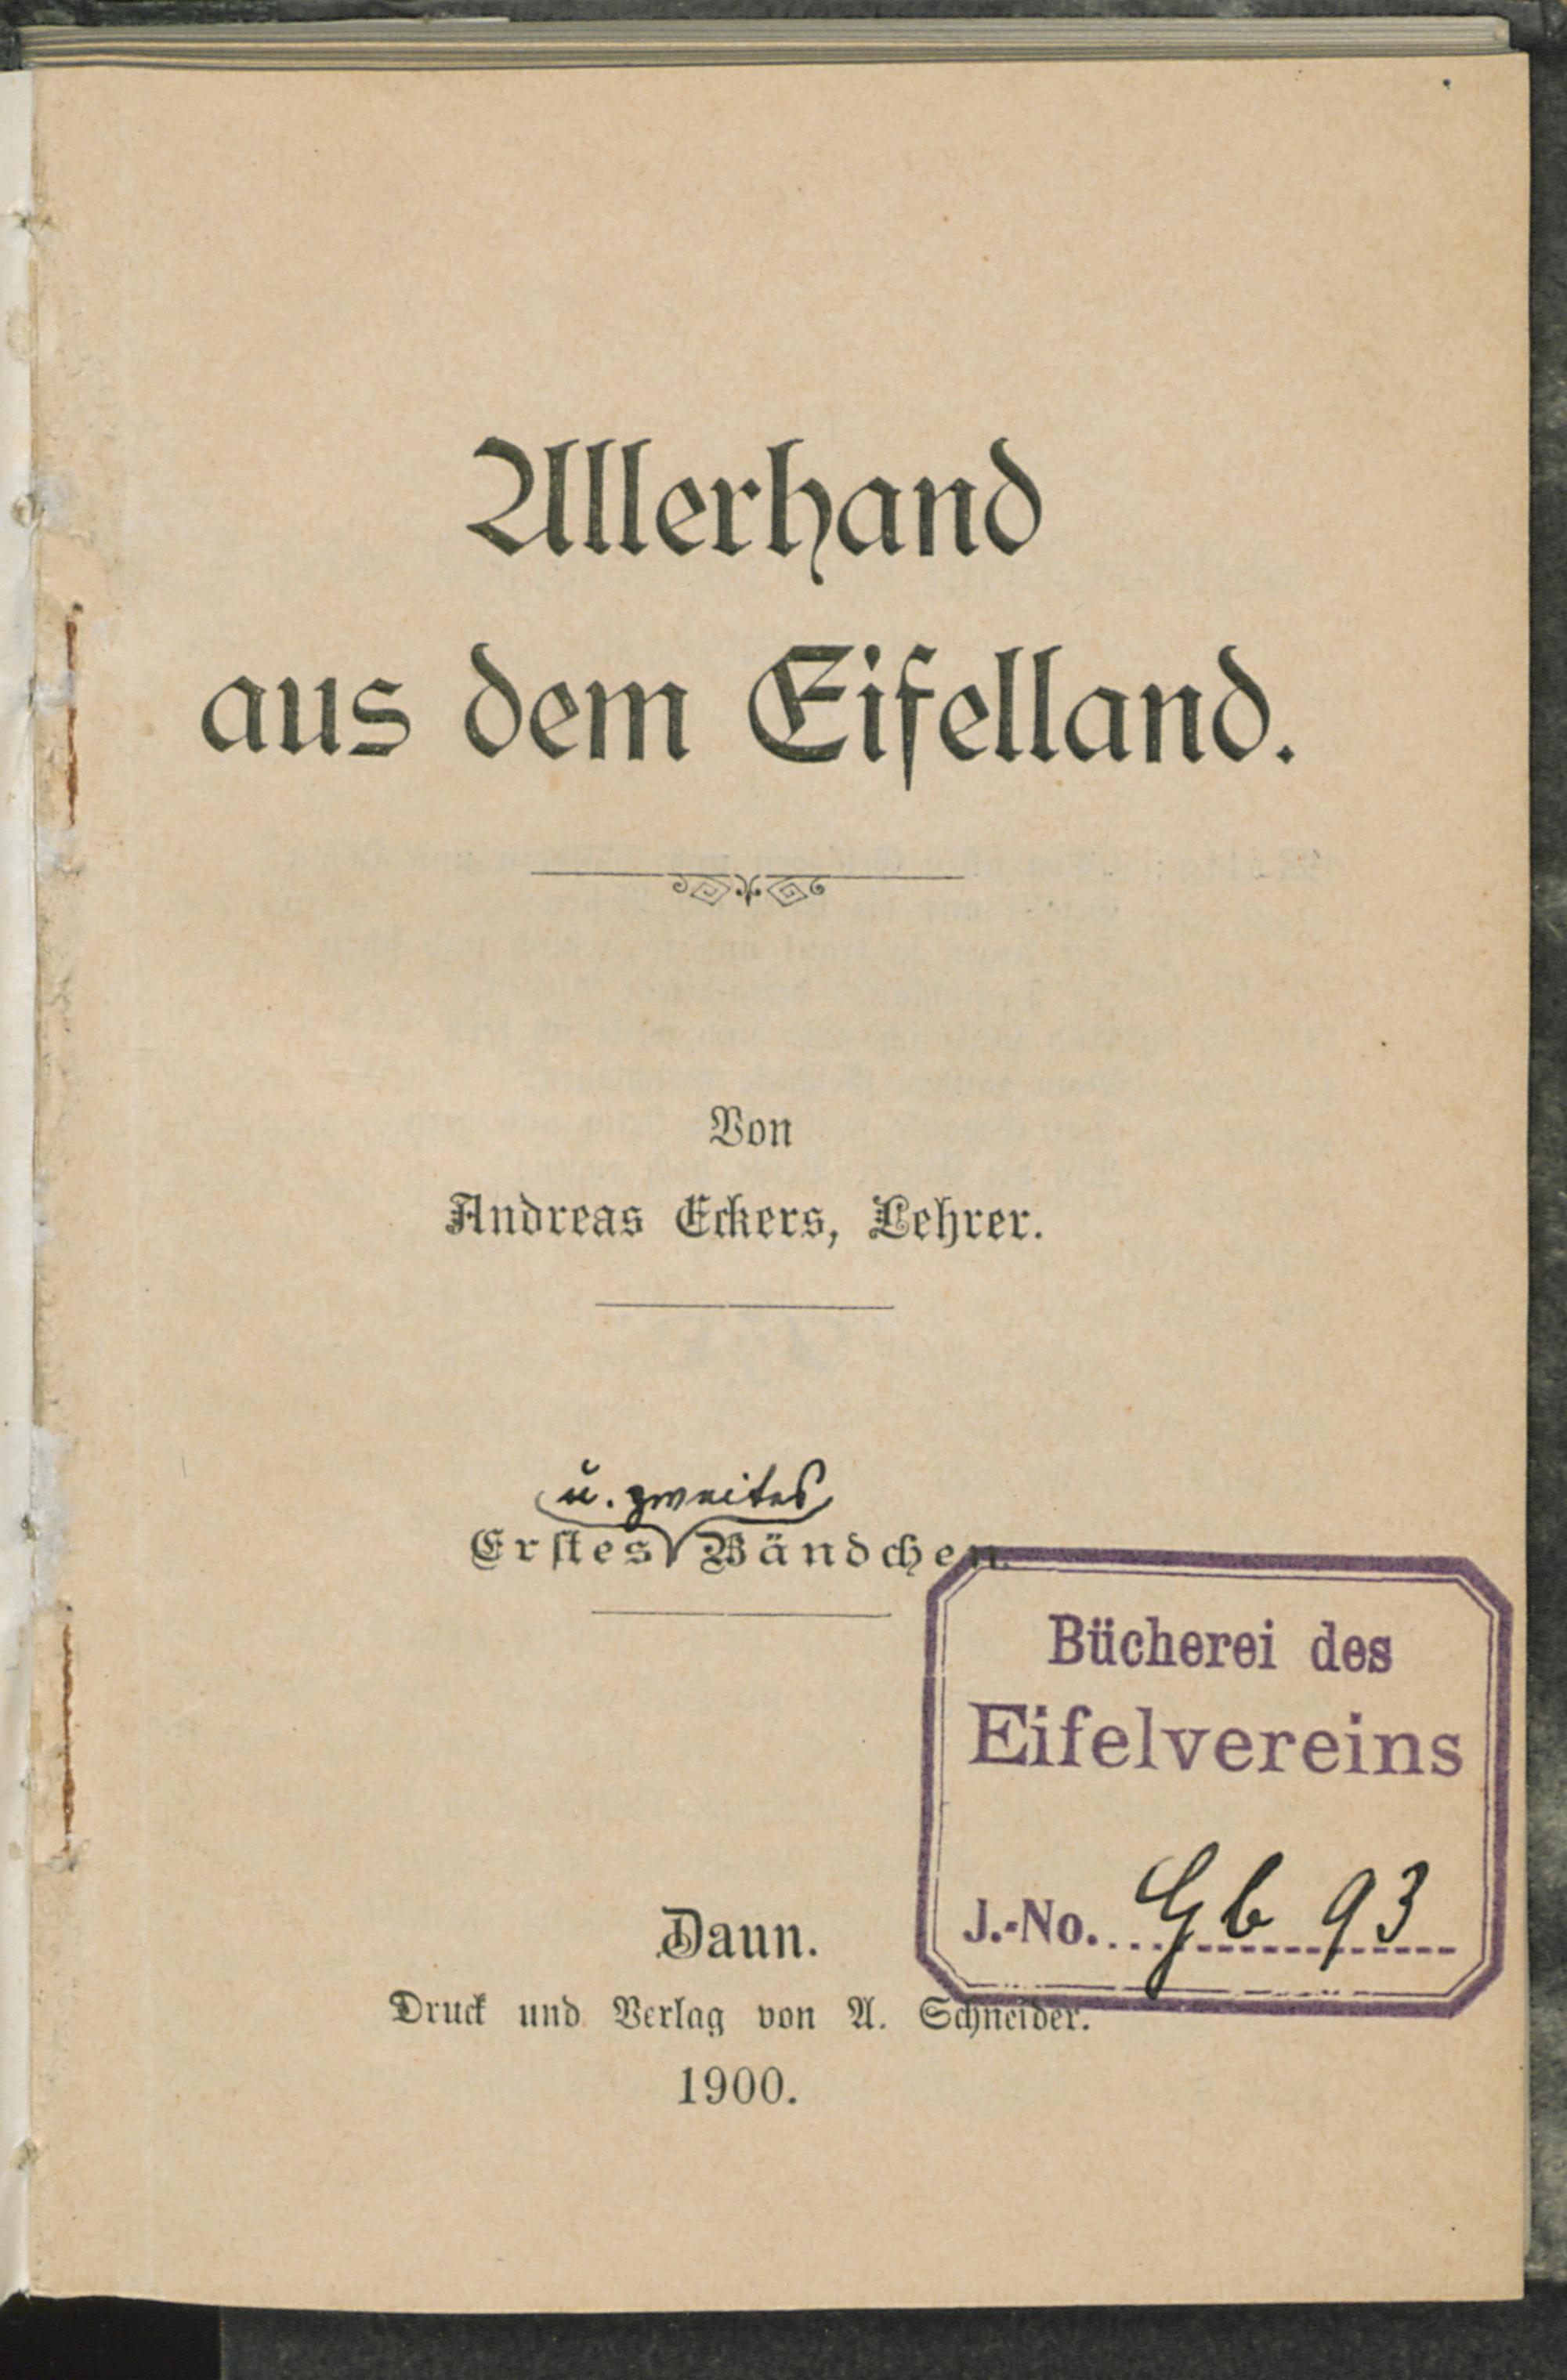 Allerhand
aus dem Eifelland.
Von
Andreas Eckers, Lehrer.
u. zweites
Erstes Bändchen.
Bücherei des
Eifelvereins
J.-No. Gb 93
Daun.
Druck und Verlag von A. Schneider.
1900.